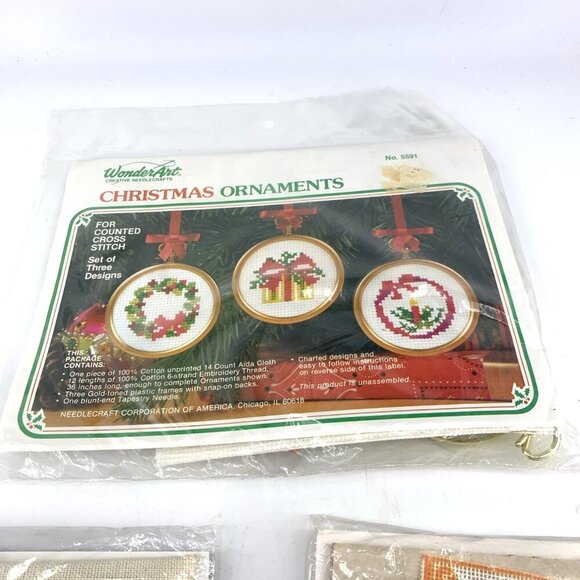 WonderArt
CREATIVE NEEDLECRAFTS
No. 5591
CHRISTMAS ORNAMENTS
FOR
COUNTED
CROSS
STITCH
Set of
Three
Designs
THIS
PACKAGE
CONTAINS:
• One piece of 100% Cotton unprinted 14 Count Aida Cloth
• 12 lengths of 100% Cotton 6-strand Embroidery Thread,
36 inches long, enough to complete Ornaments shown.
• Three Gold-toned plastic frames with snap-on backs.
• One blunt-end Tapestry Needle.
• Charted designs and
easy to follow instructions
on reverse side of this label.
This product is unassembled.
NEEDLECRAFT CORPORATION OF AMERICA, Chicago, IL 60618